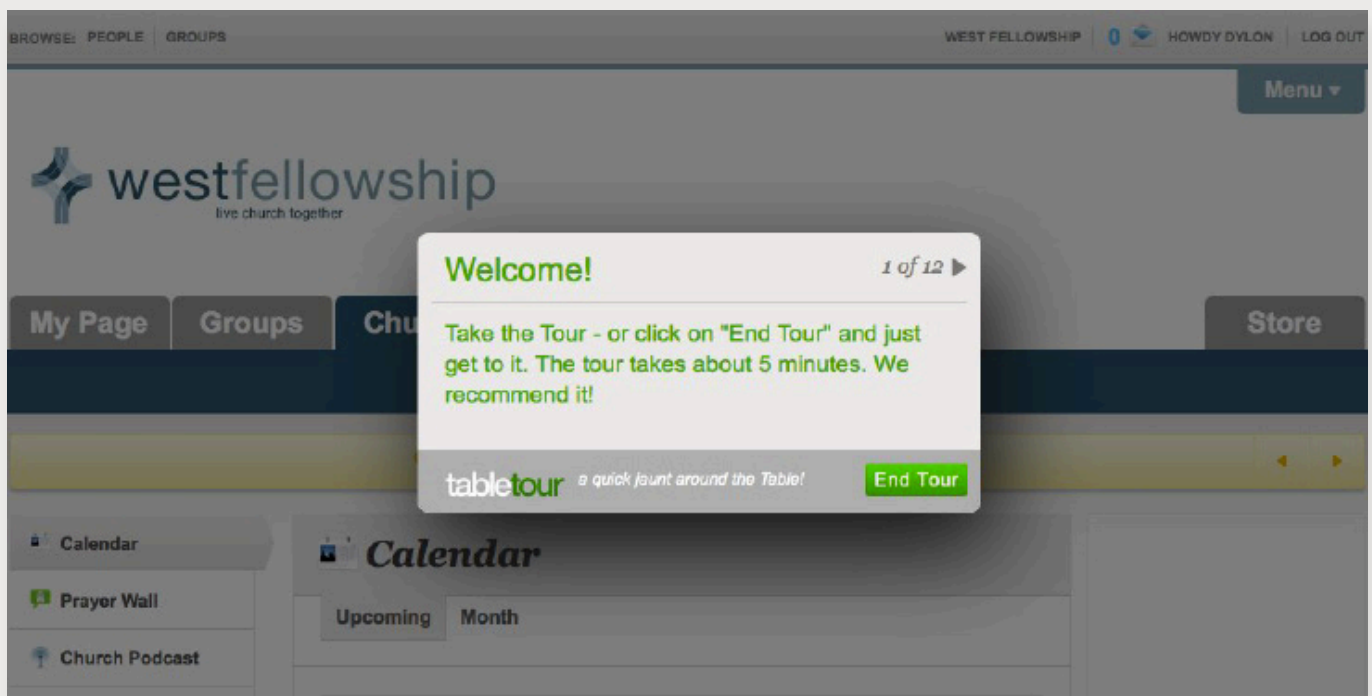 BROWSE: PEOPLE GROUPS
WEST FELLOWSHIP 0 HOWDY DYLON LOG OUT
Menu
westfellowship
live church together
Welcome!
1 of 12
My Page Groups Chu Store
Take the Tour - or click on "End Tour" and just
get to it. The tour takes about 5 minutes. We
recommend it!
tabletour a quick jaunt around the Table!
End Tour
Calendar
Prayer Wall
Church Podcast
Calendar
Upcoming Month